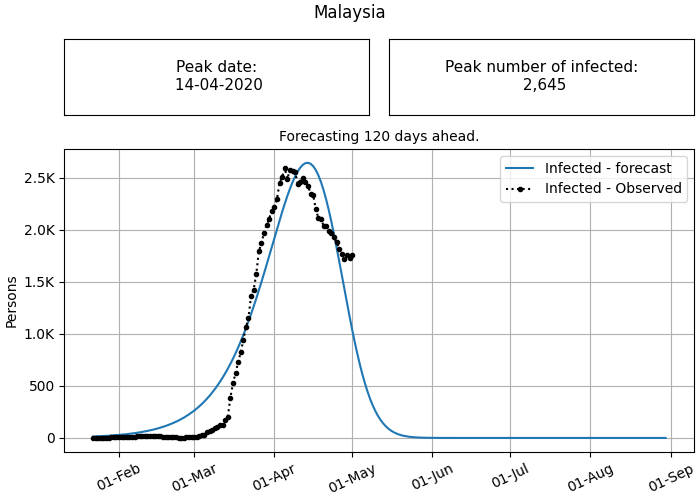 Malaysia
Peak date:
14-04-2020
Peak number of infected:
2,645
Forecasting 120 days ahead.
Infected - forecast
Infected - Observed
Persons
2.5K
2.0K
1.5K
1.0K
500
0
01-Feb
01-Mar
01-Apr
01-May
01-Jun
01-Jul
01-Aug
01-Sep